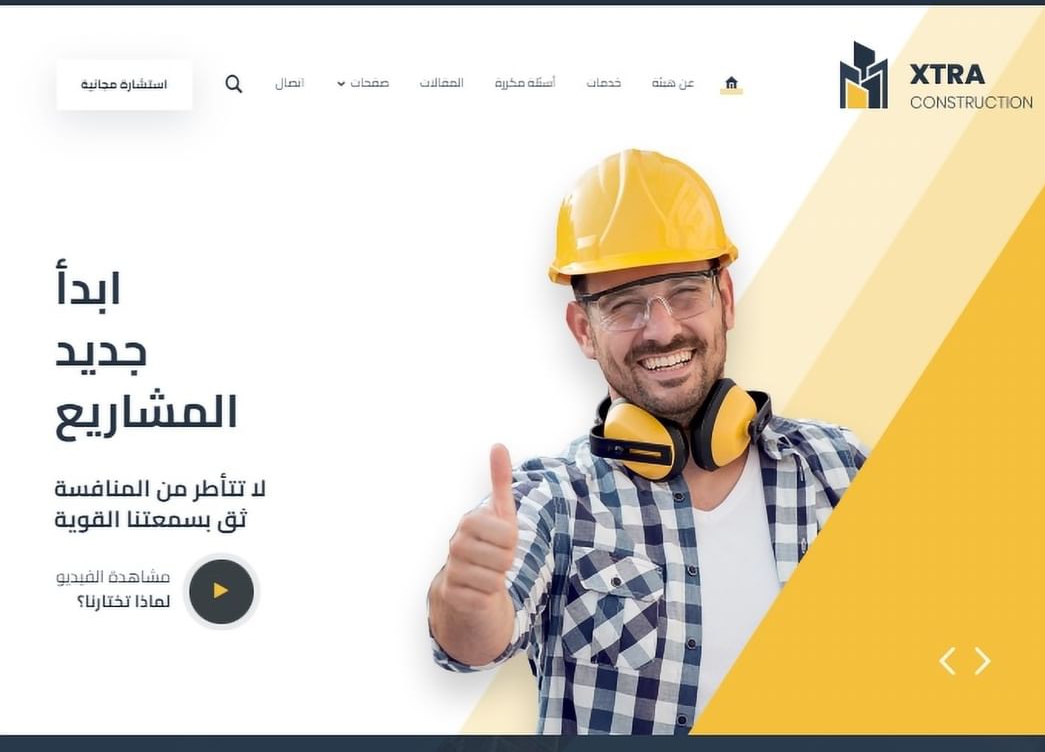 XTRA
CONSTRUCTION
عن هيئة
خدمات
أسئلة مكررة
المقالات
صفحات
اتصال
استشارة مجانية
ابدأ
جديد
المشاريع
لا تتأطر من المنافسة
ثق بسمعتنا القوية
مشاهدة الفيديو
لماذا تختارنا؟